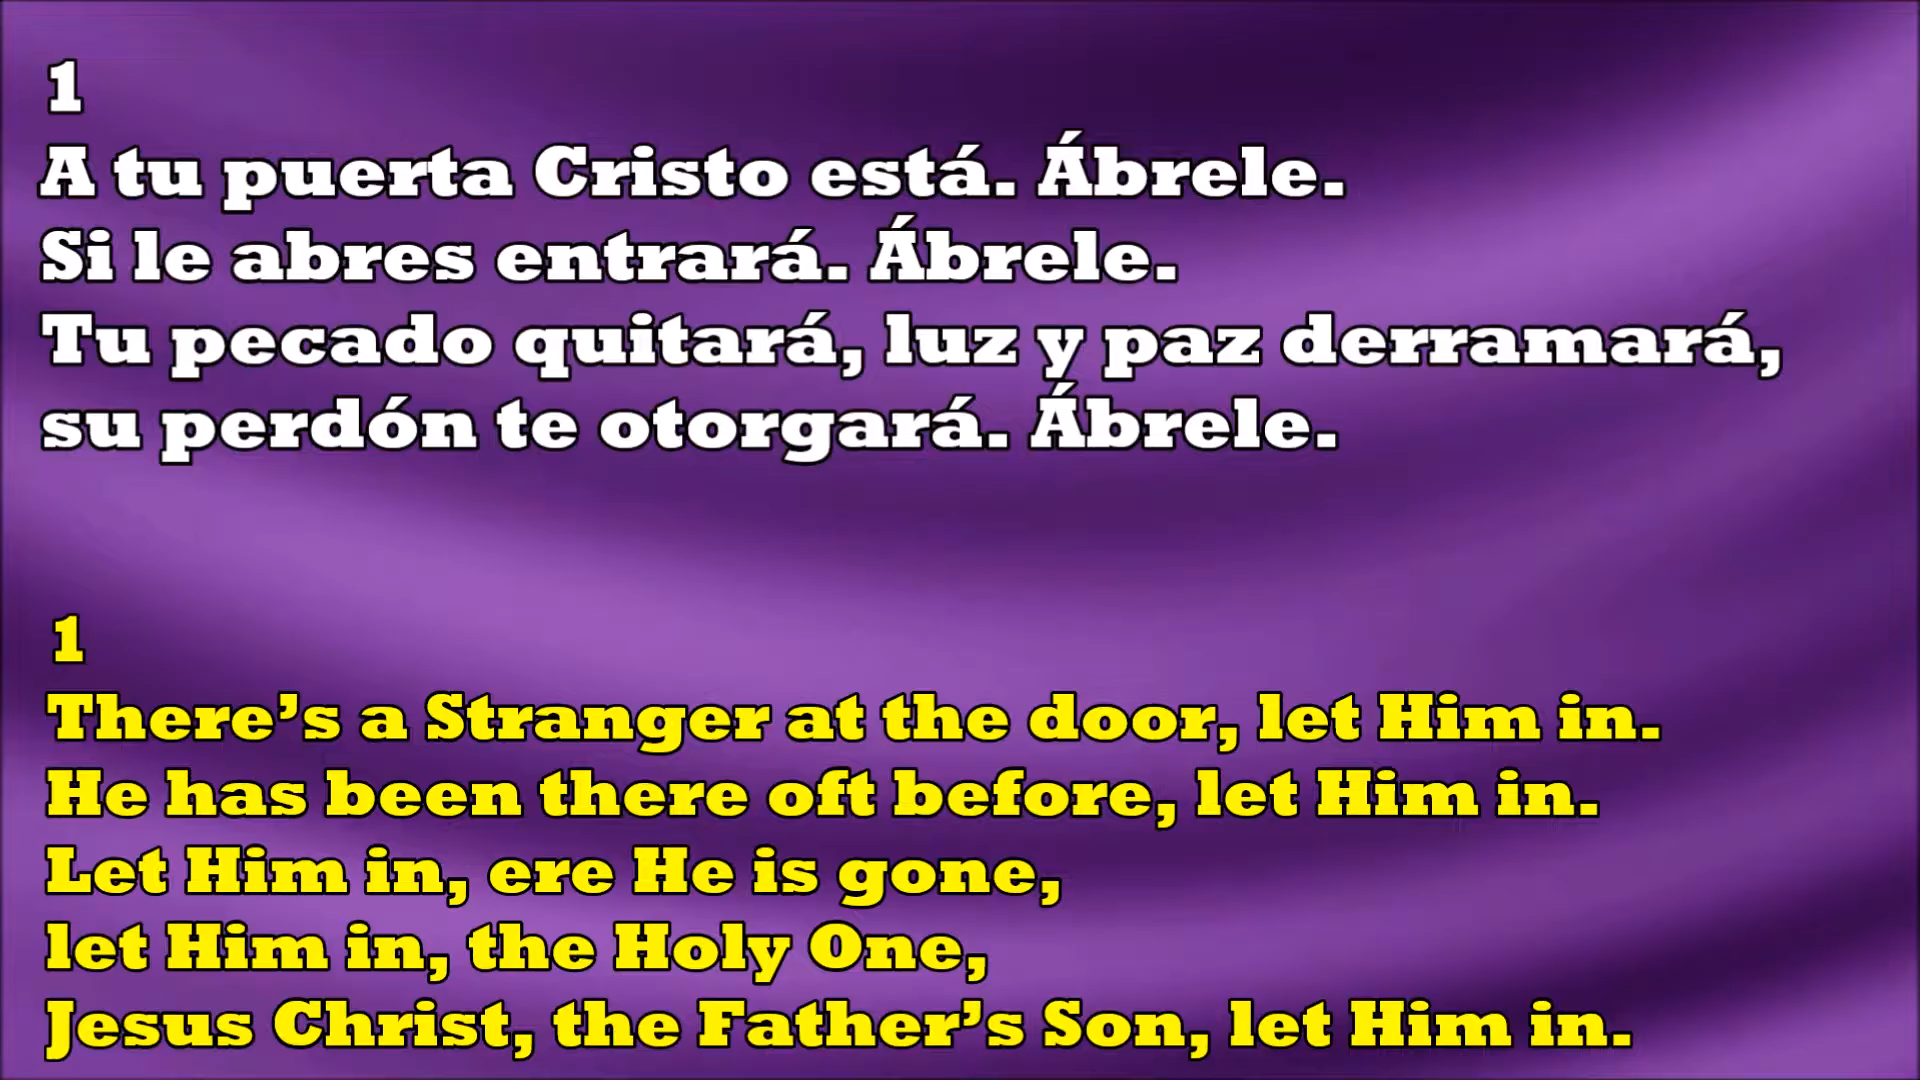 1
A tu puerta Cristo está. Ábrele.
Si le abres entrará. Ábrele.
Tu pecado quitará, luz y paz derramará,
su perdón te otorgará. Ábrele.
1
There’s a Stranger at the door, let Him in.
He has been there oft before, let Him in.
Let Him in, ere He is gone,
let Him in, the Holy One,
Jesus Christ, the Father’s Son, let Him in.